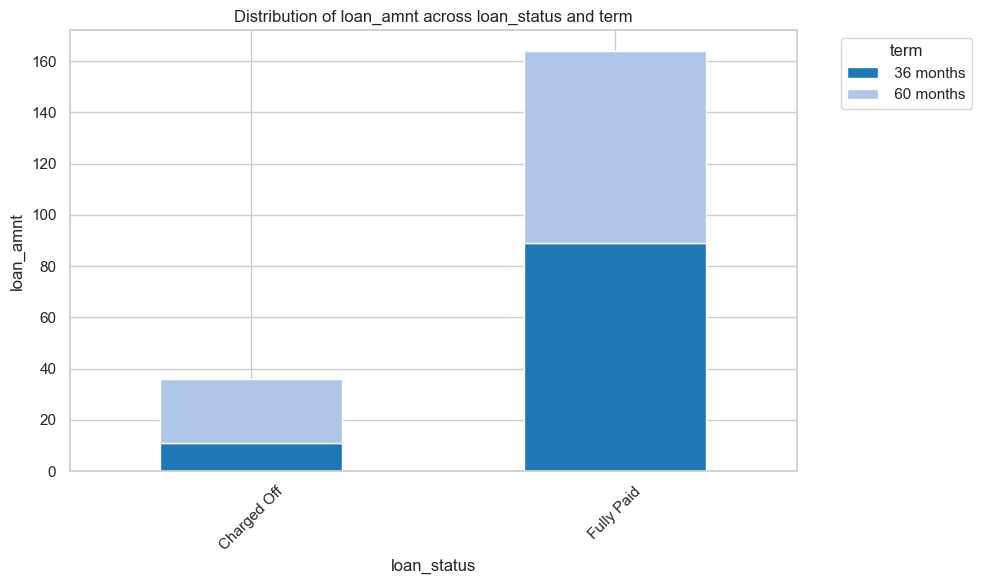 Distribution of loan_amnt across loan_status and term
term
36 months
60 months
loan_amnt
160
140
120
100
80
60
40
20
0
Charged Off
Fully Paid
loan_status